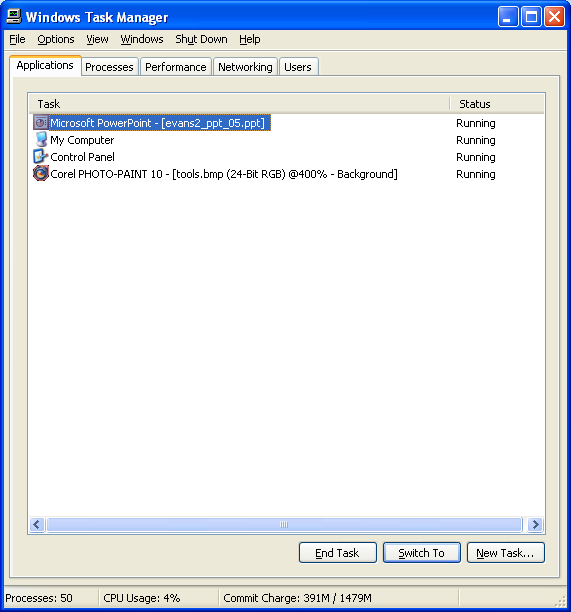 Windows Task Manager
File Options View Windows Shut Down Help
Applications Processes Performance Networking Users
Task Status
Microsoft PowerPoint - [evans2_ppt_05.ppt] Running
My Computer Running
Control Panel Running
Corel PHOTO-PAINT 10 - [tools.bmp (24-Bit RGB) @400% - Background] Running
End Task Switch To New Task...
Processes: 50 CPU Usage: 4% Commit Charge: 391M / 1479M